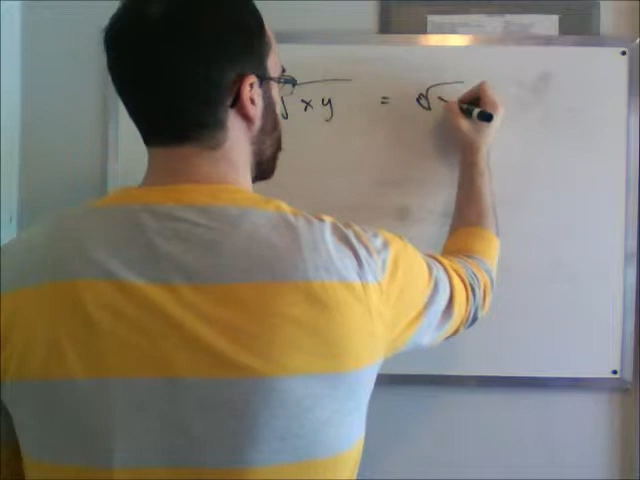 √xy = √x